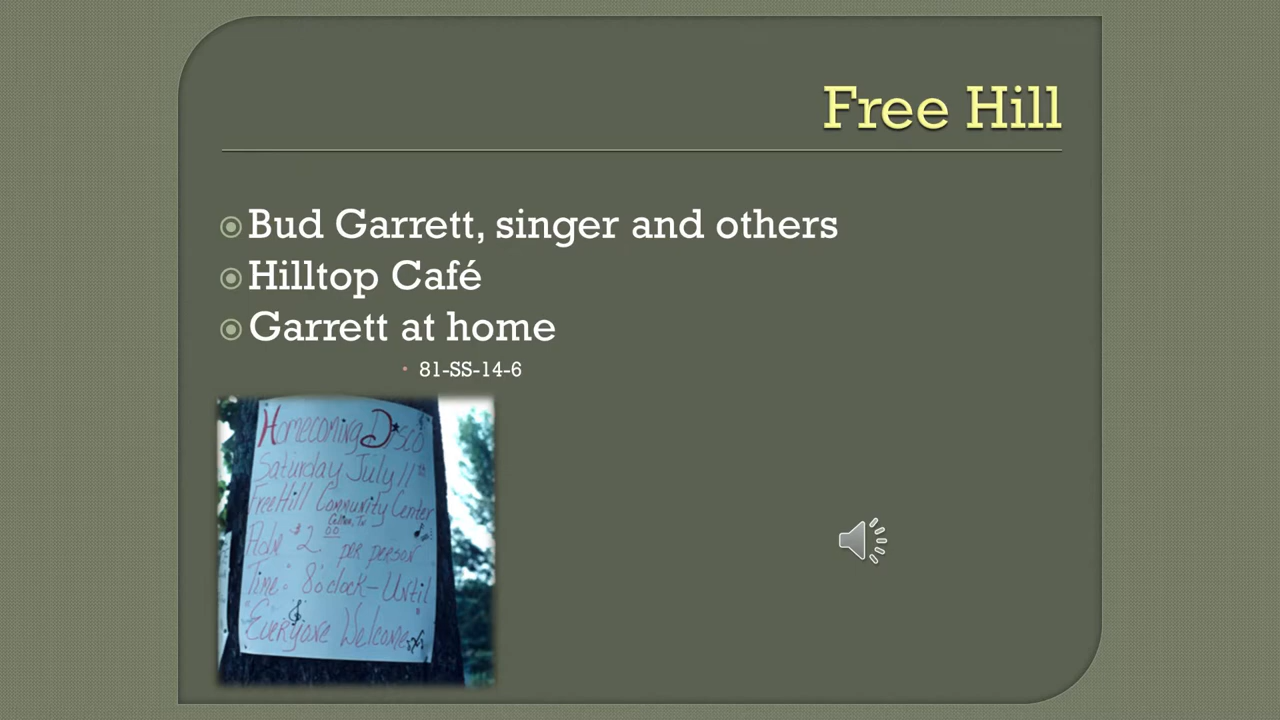 Free Hill
Bud Garrett, singer and others
Hilltop Café
Garrett at home
81-SS-14-6
Homecoming Disco
Saturday July 11th
Free Hill Community Center
Celina, Tn
Adm $2.00 per person
Time: 8 o'clock – Until
Everyone Welcome